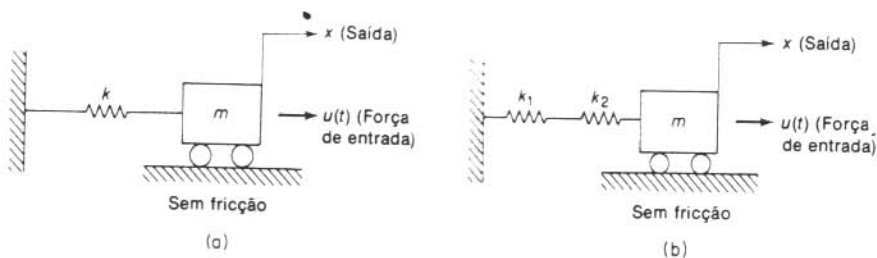 x (Saída)
k
m
u(t) (Força
de entrada)
Sem fricção
(a)
x (Saída)
k1
k2
m
u(t) (Força
de entrada)
Sem fricção
(b)